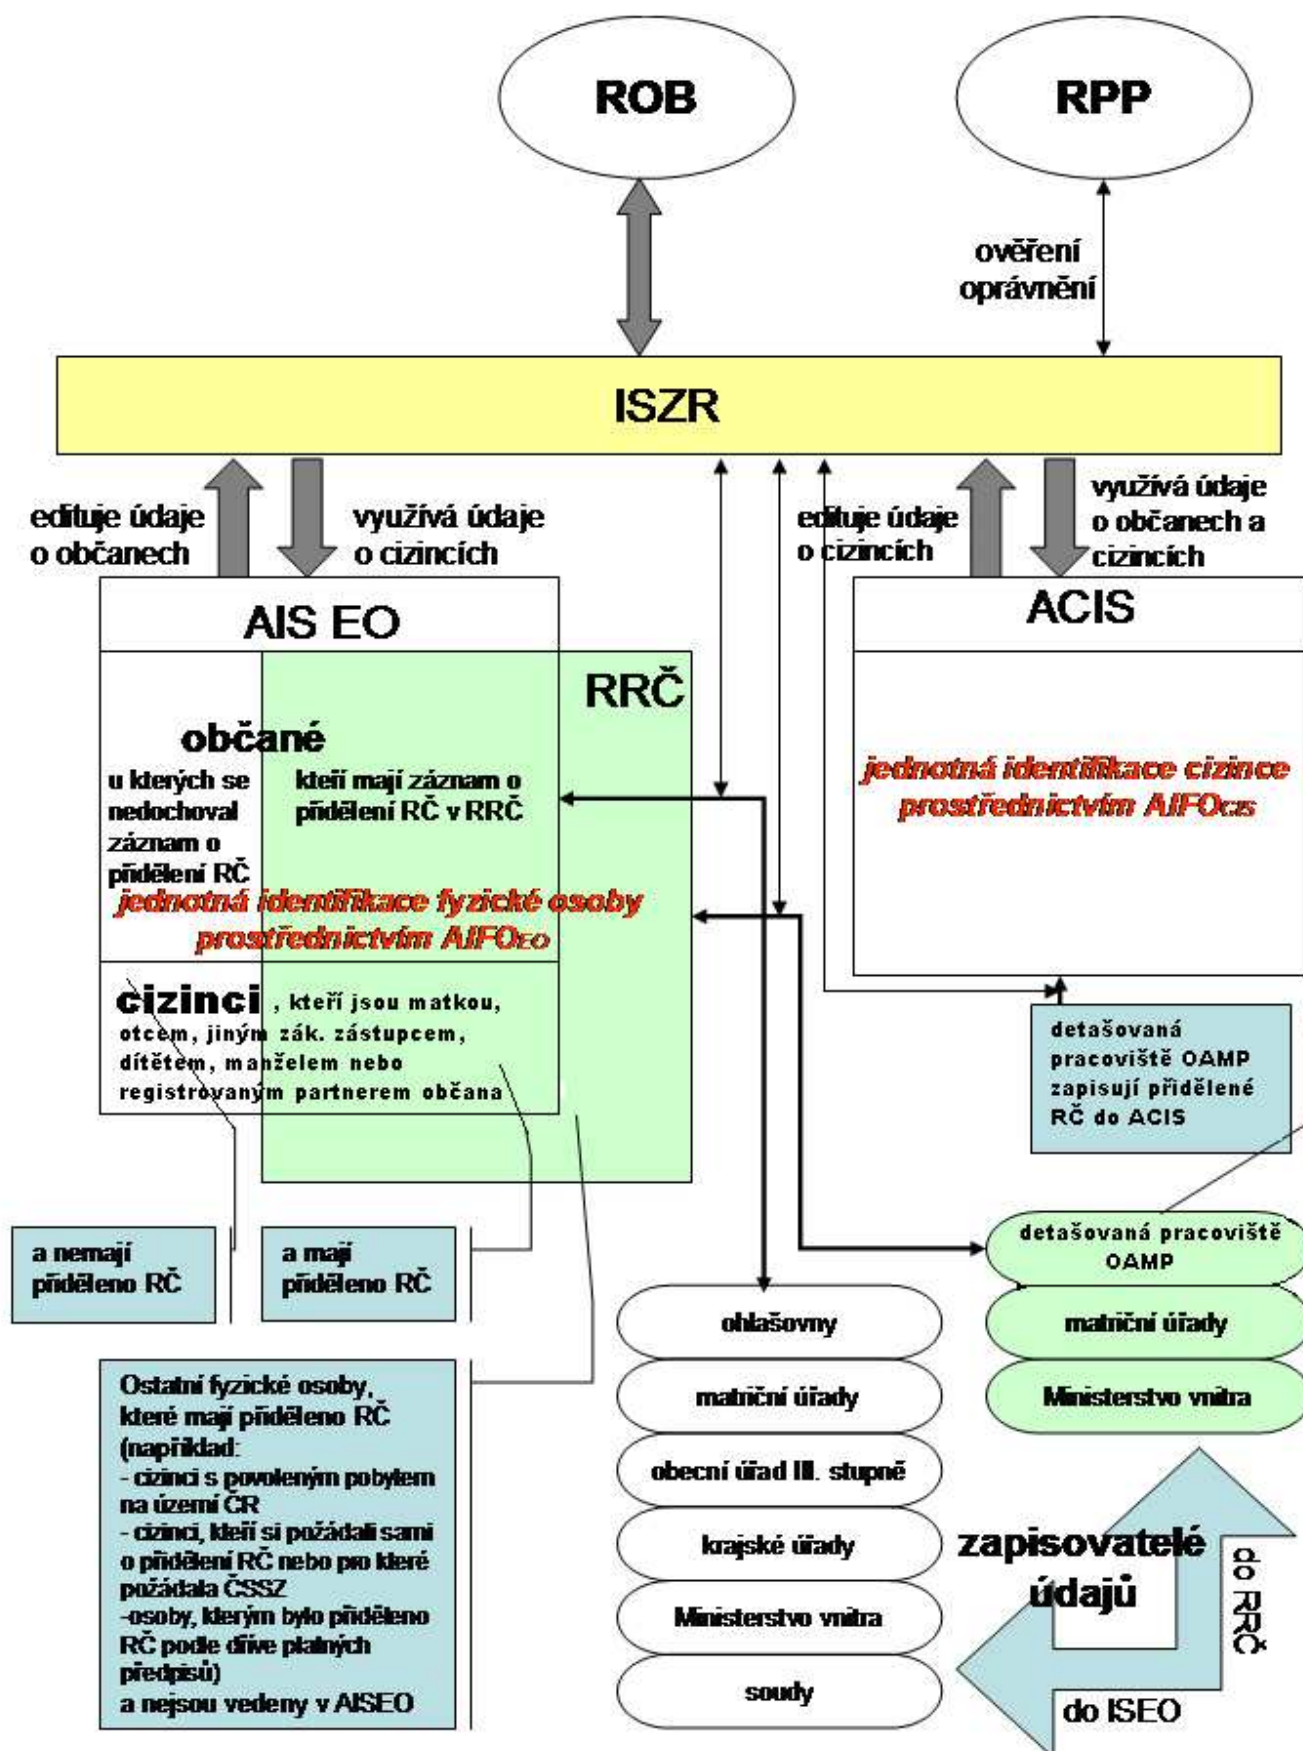 ROB
RPP
ověření
oprávnění
ISZR
edituje údaje
o občanech
využívá údaje
o cizincích
edituje údaje
o cizincích
využívá údaje
o občanech a
cizincích
AIS EO
ACIS
RRČ
občané
u kterých se
nedochoval
záznam o
přidělení RČ
kteří mají záznam o
přidělení RČ v RRČ
jednotná identifikace fyzické osoby
prostřednictvím AIFOEO
jednotná identifikace cizince
prostřednictvím AIFOCIS
cizinci , kteří jsou matkou,
otcem, jiným zák. zástupcem,
dítětem, manželem nebo
registrovaným partnerem občana
detašovaná
pracoviště OAMP
zapisují přidělené
RČ do ACIS
a nemají
přiděleno RČ
a mají
přiděleno RČ
Ostatní fyzické osoby,
které mají přiděleno RČ
(například:
- cizinci s povoleným pobytem
na území ČR
- cizinci, kteří si požádali sami
o přidělení RČ nebo pro které
požádala ČSSZ
-osoby, kterým bylo přiděleno
RČ podle dříve platných
předpisů)
a nejsou vedeny v AISEO
ohlašovny
matriční úřady
obecní úřad III. stupně
krajské úřady
Ministerstvo vnitra
soudy
detašovaná pracoviště
OAMP
matriční úřady
Ministerstvo vnitra
zapisovatelé
údajů
do RRČ
do ISEO